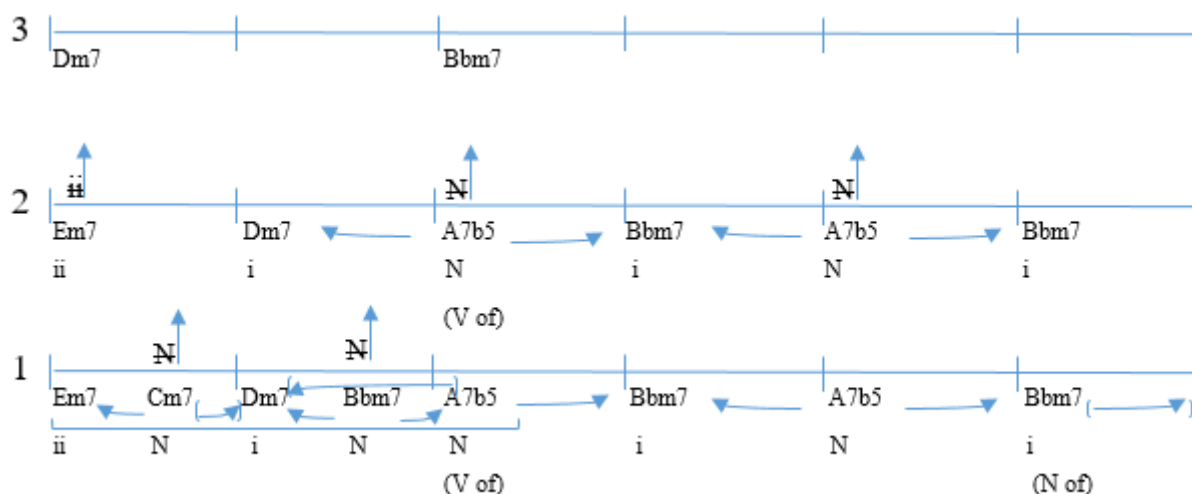 3
Dm7 Bbm7
ii N N
2
Em7 Dm7 A7b5 Bbm7 A7b5 Bbm7
ii i N i N i
(V of)
N N
1
Em7 Cm7 Dm7 Bbm7 A7b5 Bbm7 A7b5 Bbm7
ii N i N N i N i
(V of) (N of)